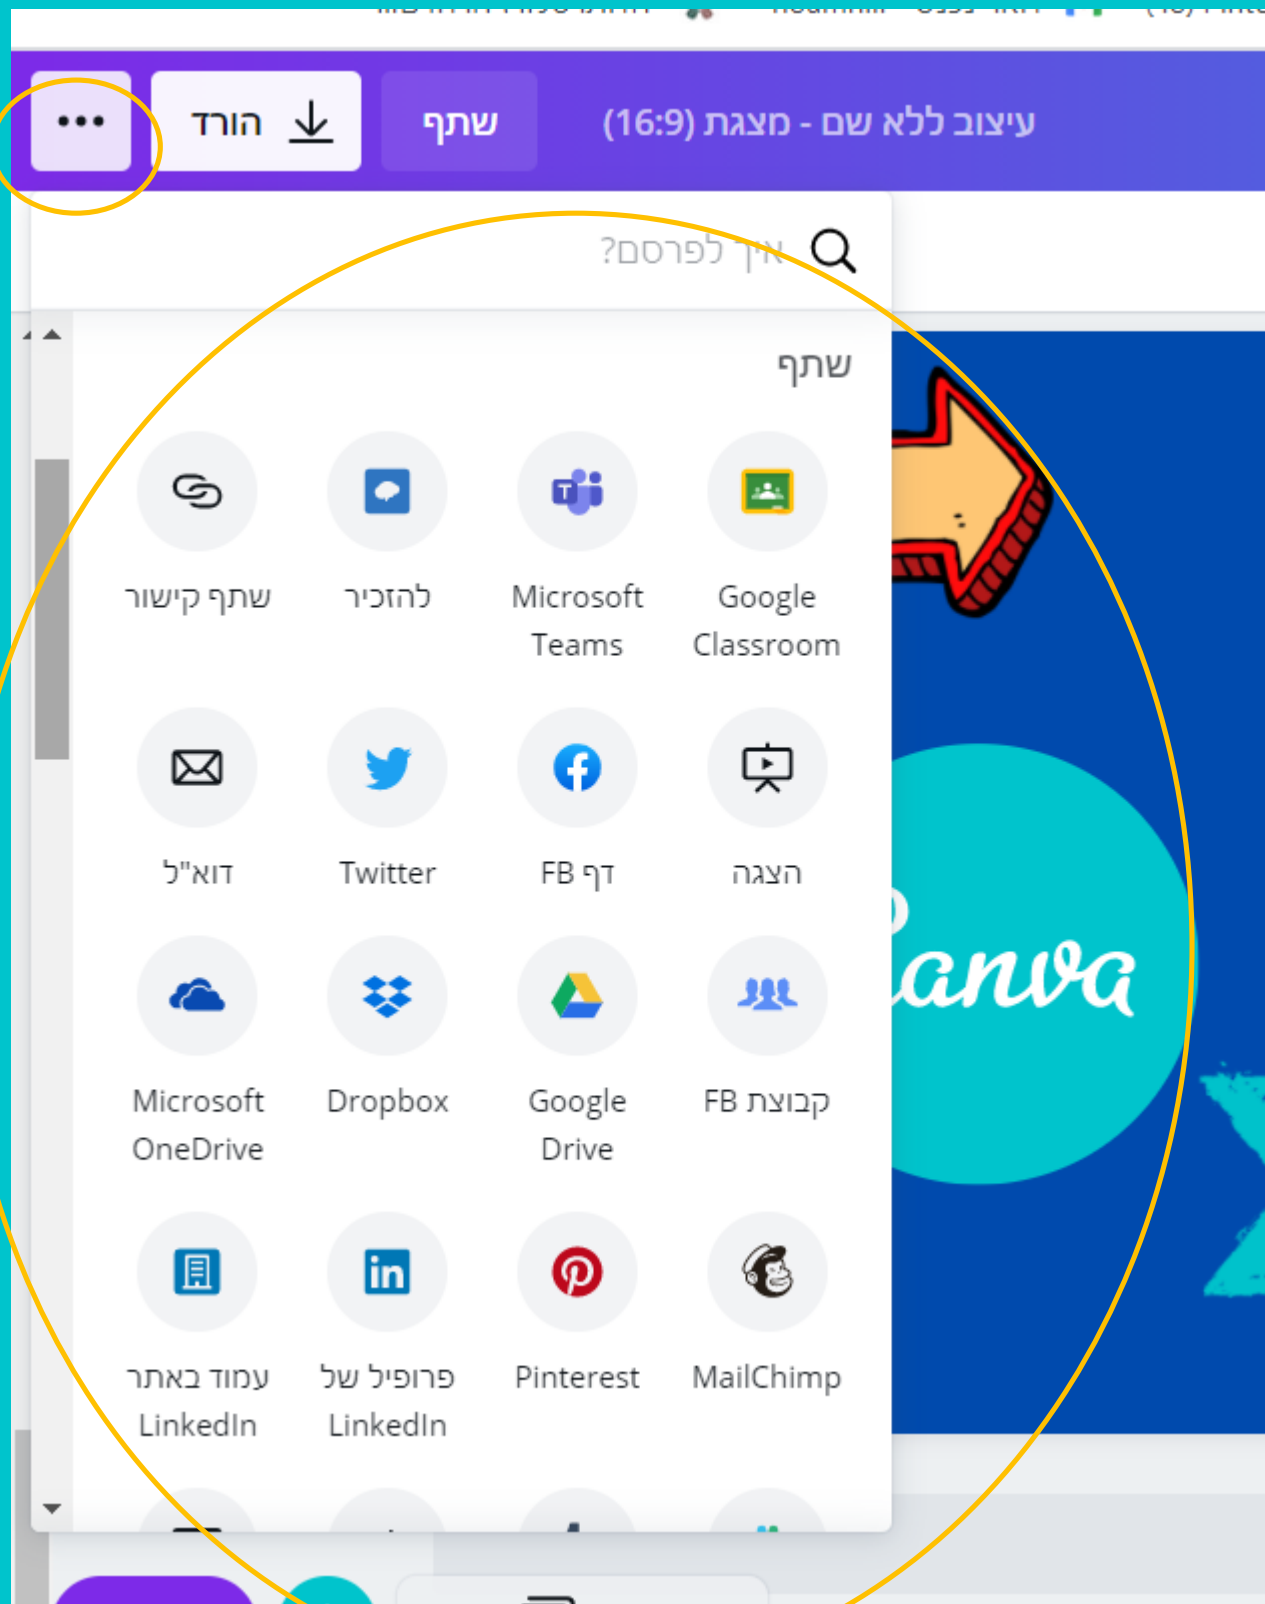 עיצוב ללא שם - מצגת (16:9)
שתף
הורד
איך לפרסם?
שתף
Google
Classroom
Microsoft
Teams
להזכיר
שתף קישור
הצגה
דף FB
Twitter
דוא"ל
קבוצת FB
Google
Drive
Dropbox
Microsoft
OneDrive
MailChimp
Pinterest
פרופיל של
LinkedIn
עמוד באתר
LinkedIn
anva